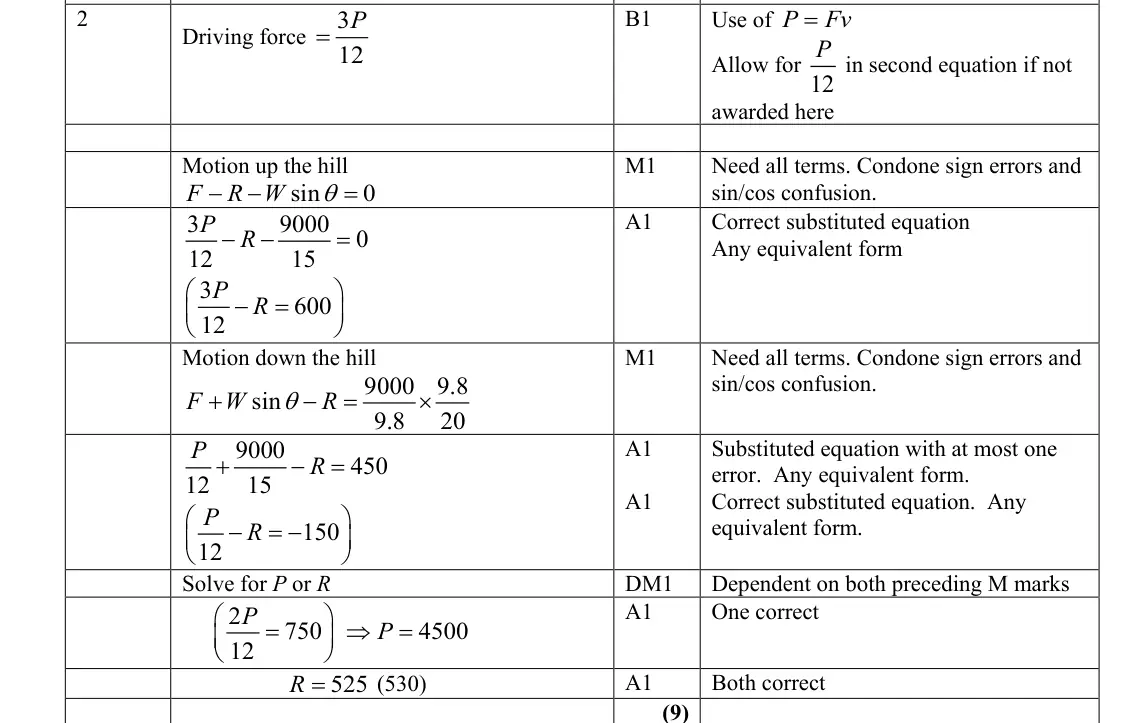 2
Driving force = 3P/12
B1
Use of P = Fv
Allow for P/12 in second equation if not
awarded here
Motion up the hill
F − R − W sin θ = 0
M1
Need all terms. Condone sign errors and
sin/cos confusion.
3P/12 − R − 9000/15 = 0
(3P/12 − R = 600)
A1
Correct substituted equation
Any equivalent form
Motion down the hill
F + W sin θ − R = 9000/9.8 × 9.8/20
M1
Need all terms. Condone sign errors and
sin/cos confusion.
P/12 + 9000/15 − R = 450
(P/12 − R = −150)
A1
Substituted equation with at most one
error.  Any equivalent form.
A1
Correct substituted equation.  Any
equivalent form.
Solve for P or R
DM1
Dependent on both preceding M marks
(2P/12 = 750) ⇒ P = 4500
A1
One correct
R = 525 (530)
A1
Both correct
(9)